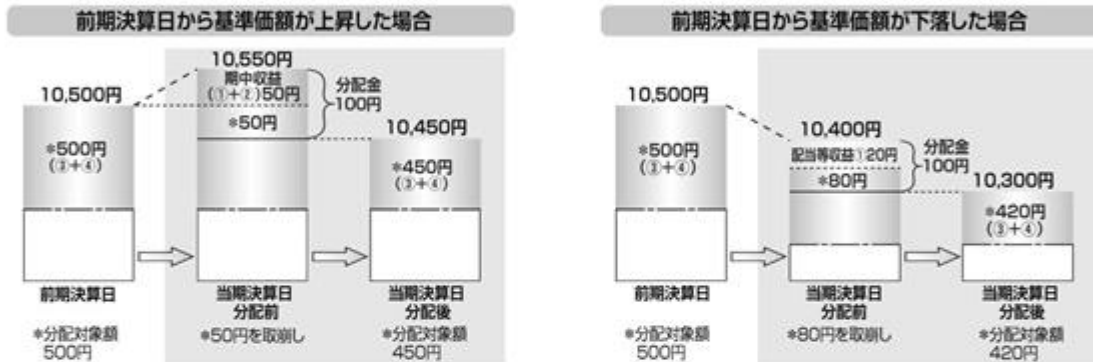 前期決算日から基準価額が上昇した場合
10,550円
期中収益
(①+②)50円
分配金
100円
10,500円
*50円
10,450円
*500円
(③+④)
*450円
(③+④)
前期決算日
当期決算日
分配前
当期決算日
分配後
*分配対象額
500円
*50円を取崩し
*分配対象額
450円
前期決算日から基準価額が下落した場合
10,500円
10,400円
配当等収益①20円
分配金
100円
*500円
(③+④)
*80円
10,300円
*420円
(③+④)
前期決算日
当期決算日
分配前
当期決算日
分配後
*分配対象額
500円
*80円を取崩し
*分配対象額
420円